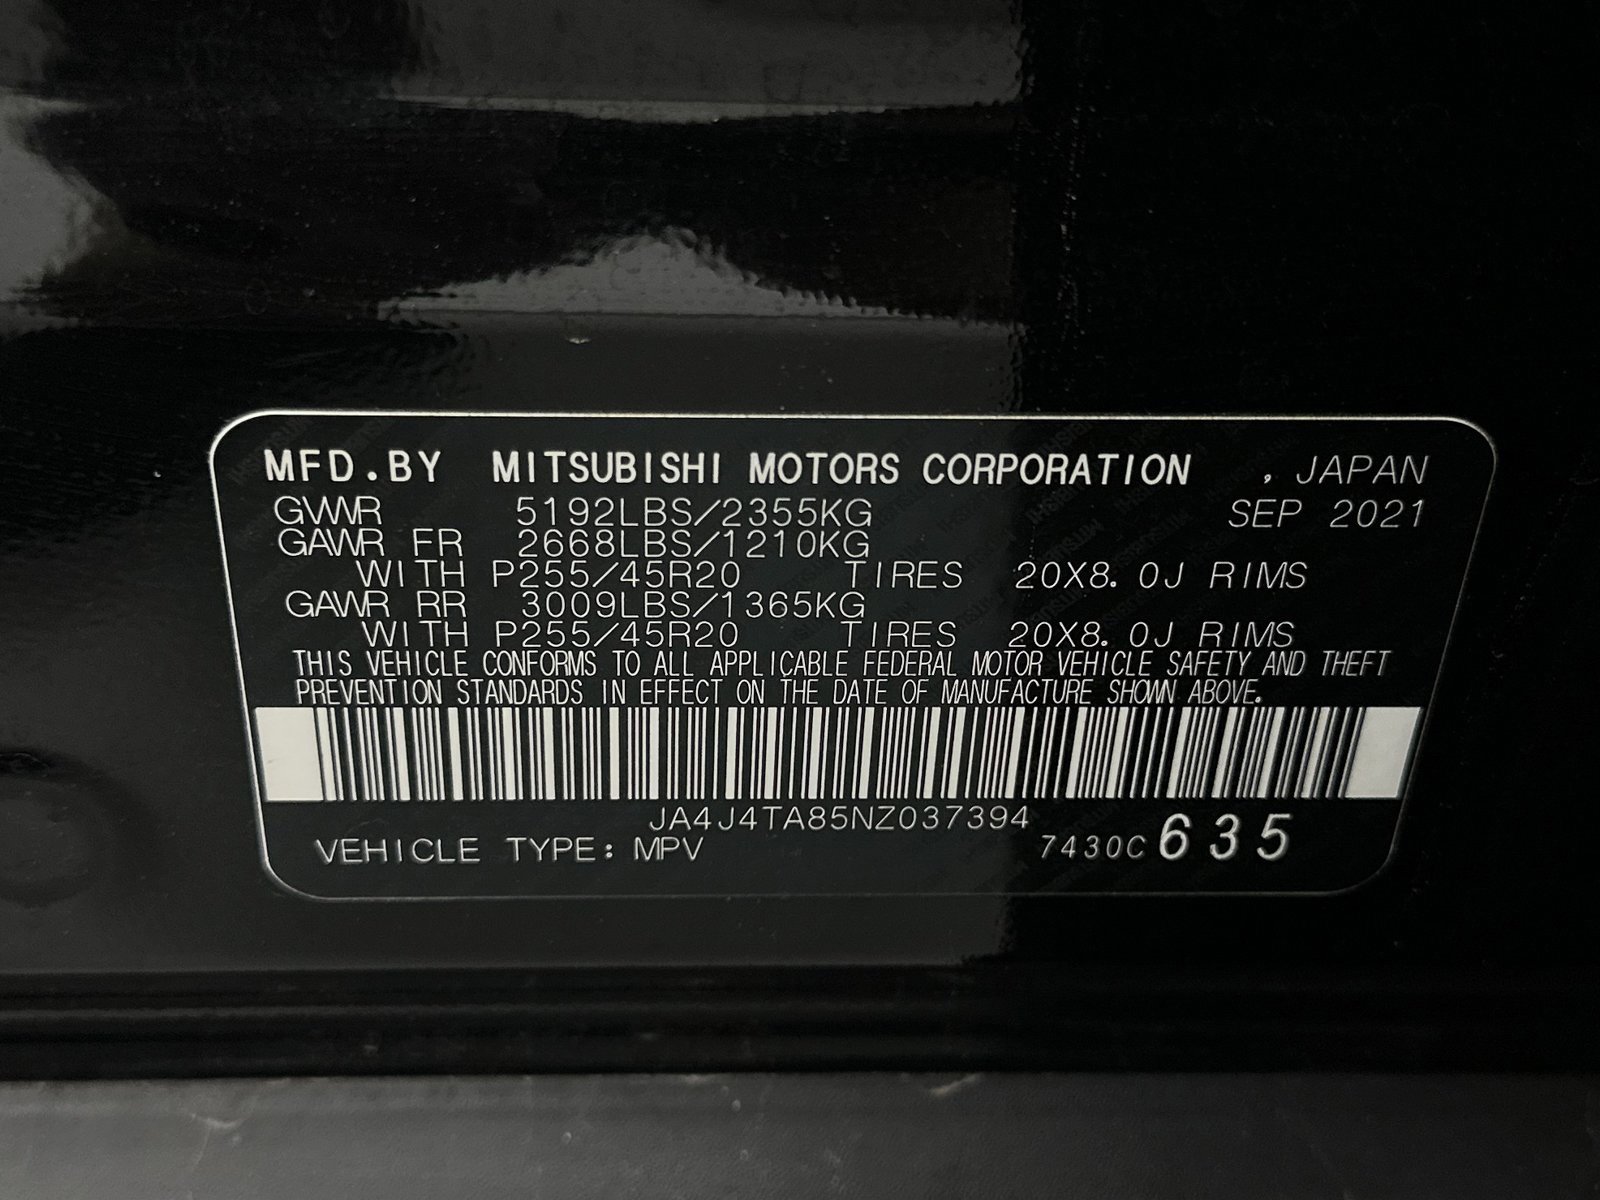 MFD.BY MITSUBISHI MOTORS CORPORATION , JAPAN
GVWR 5192LBS/2355KG SEP 2021
GAWR FR 2668LBS/1210KG
WITH P255/45R20 TIRES 20X8.0J RIMS
GAWR RR 3009LBS/1365KG
WITH P255/45R20 TIRES 20X8.0J RIMS
THIS VEHICLE CONFORMS TO ALL APPLICABLE FEDERAL MOTOR VEHICLE SAFETY AND THEFT
PREVENTION STANDARDS IN EFFECT ON THE DATE OF MANUFACTURE SHOWN ABOVE.
JA4J4TA85NZ037394
VEHICLE TYPE: MPV 7430C 635